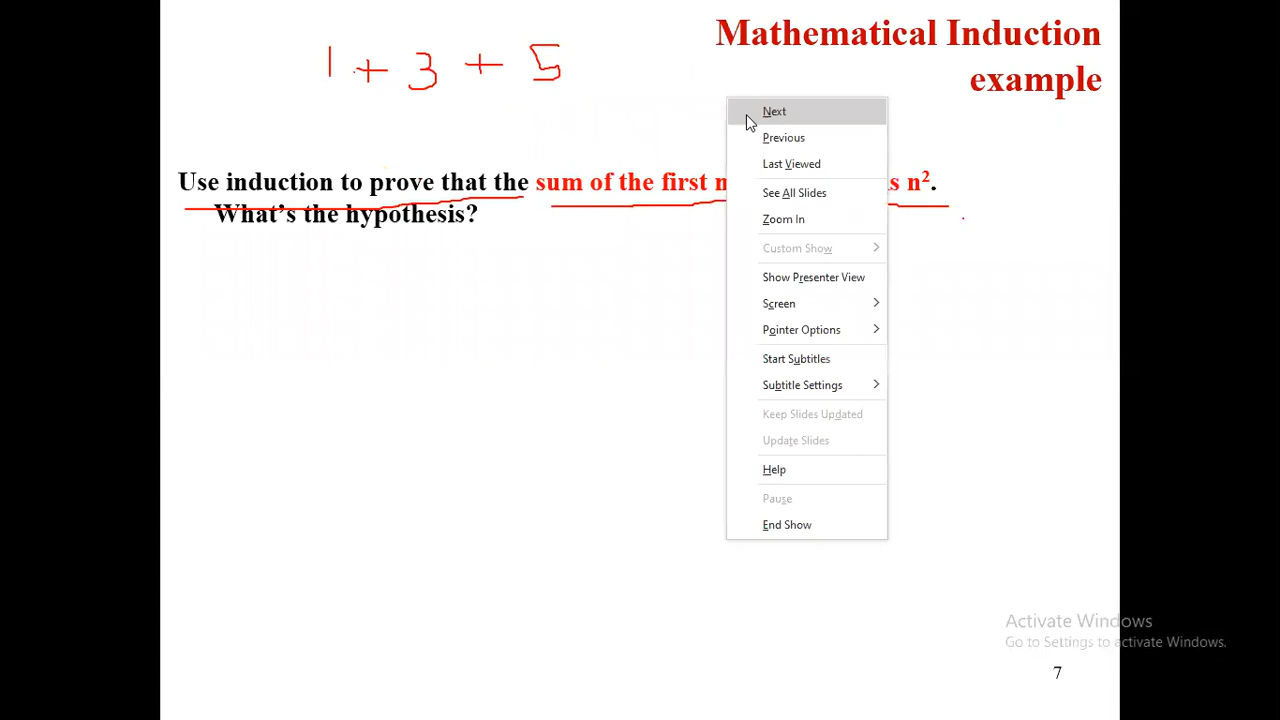 1 + 3 + 5
Mathematical Induction
example
Use induction to prove that the sum of the first n s n².
What's the hypothesis?
Next
Previous
Last Viewed
See All Slides
Zoom In
Custom Show
Show Presenter View
Screen
Pointer Options
Start Subtitles
Subtitle Settings
Keep Slides Updated
Update Slides
Help
Pause
End Show
Activate Windows
Go to Settings to activate Windows.
7